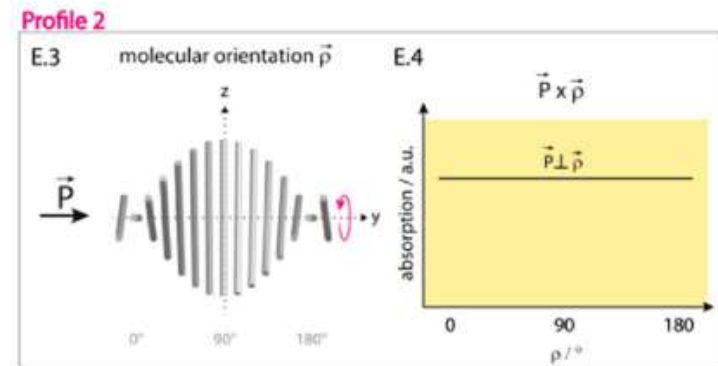 Profile 2
E.3 molecular orientation ρ⃗
z
P⃗
y
0° 90° 180°
E.4
P⃗ x ρ⃗
P⃗⊥ρ⃗
absorption / a.u.
0 90 180
ρ / °